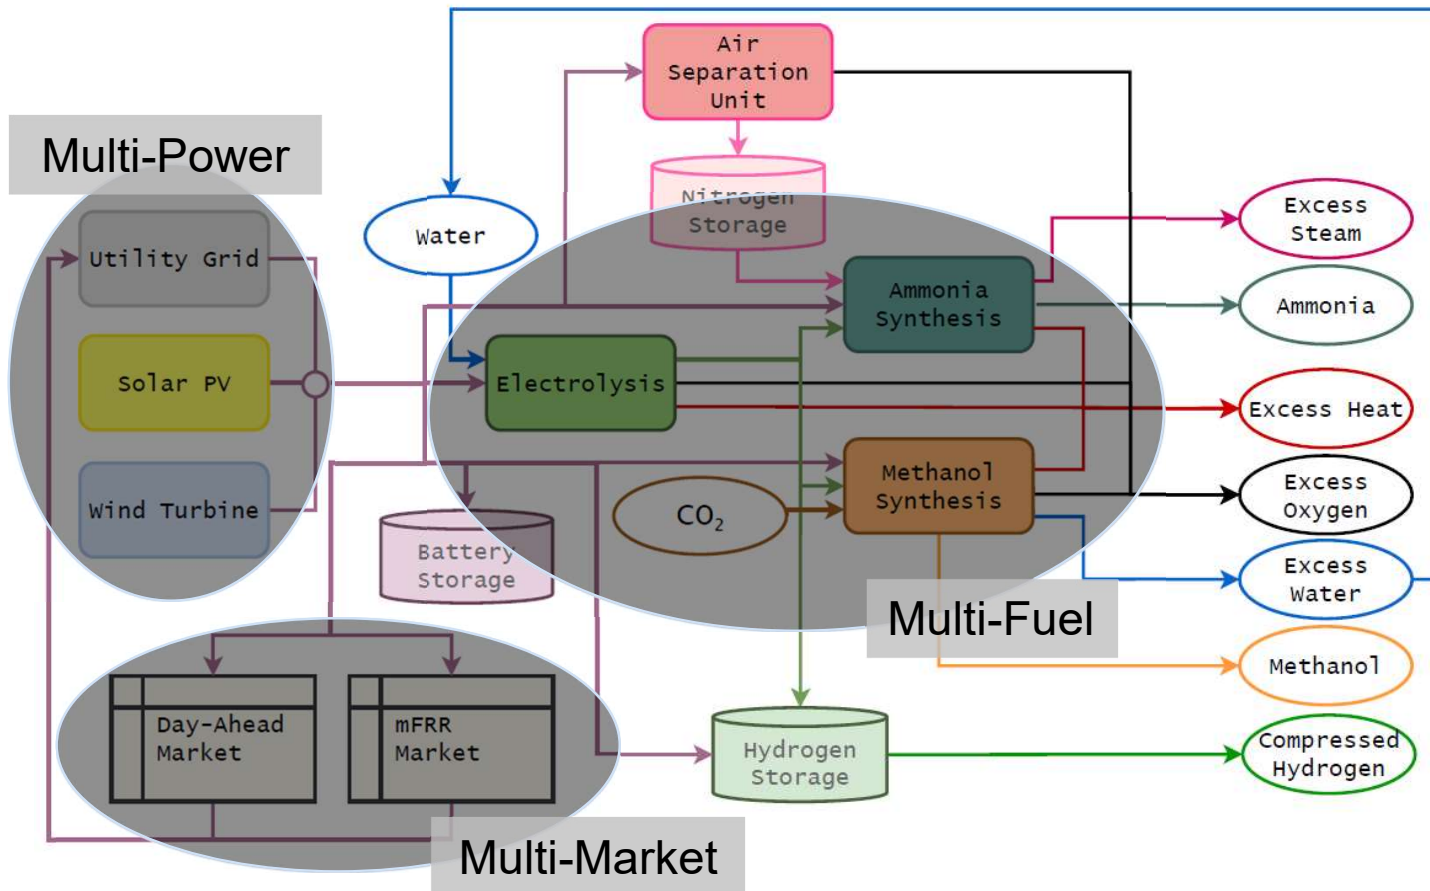 Air
Separation
Unit
Multi-Power
Nitrogen
Storage
Excess
Steam
Water
Utility Grid
Ammonia
Synthesis
Ammonia
Solar PV
Electrolysis
Excess Heat
Methanol
Synthesis
Excess
Oxygen
Wind Turbine
CO₂
Battery
Storage
Excess
Water
Multi-Fuel
Methanol
Day-Ahead
Market
mFRR
Market
Hydrogen
Storage
Compressed
Hydrogen
Multi-Market